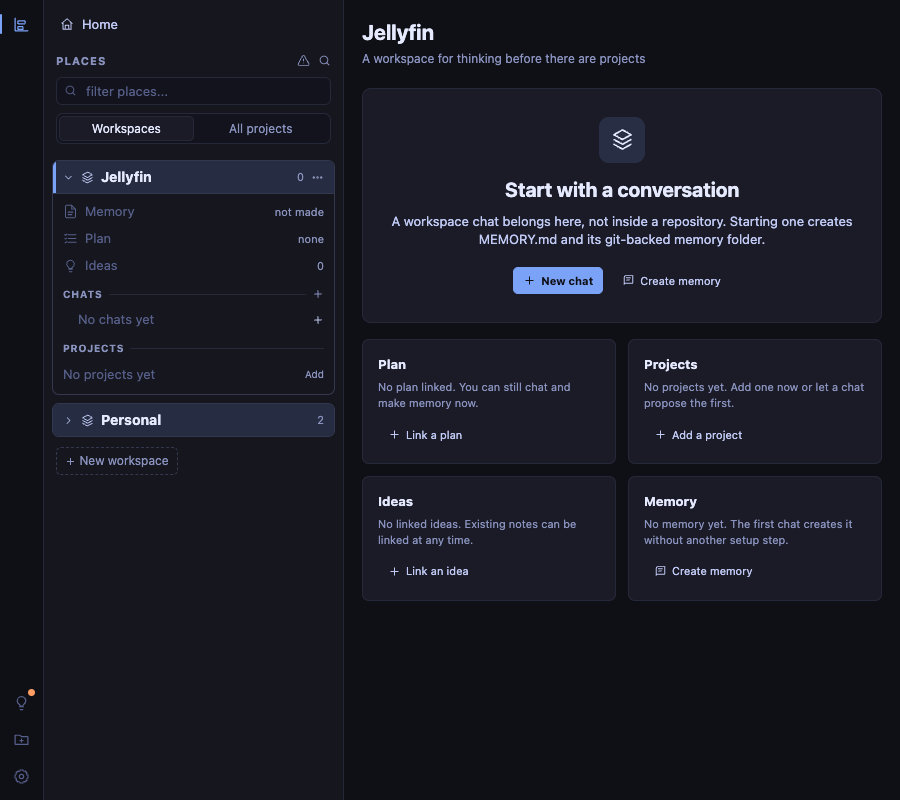 Home
PLACES
filter places...
Workspaces
All projects
Jellyfin
0
Memory
not made
Plan
none
Ideas
0
CHATS
No chats yet
PROJECTS
No projects yet
Add
Personal
2
+ New workspace
Jellyfin
A workspace for thinking before there are projects
Start with a conversation
A workspace chat belongs here, not inside a repository. Starting one creates
MEMORY.md and its git-backed memory folder.
+ New chat
Create memory
Plan
No plan linked. You can still chat and
make memory now.
+ Link a plan
Projects
No projects yet. Add one now or let a chat
propose the first.
+ Add a project
Ideas
No linked ideas. Existing notes can be
linked at any time.
+ Link an idea
Memory
No memory yet. The first chat creates it
without another setup step.
Create memory